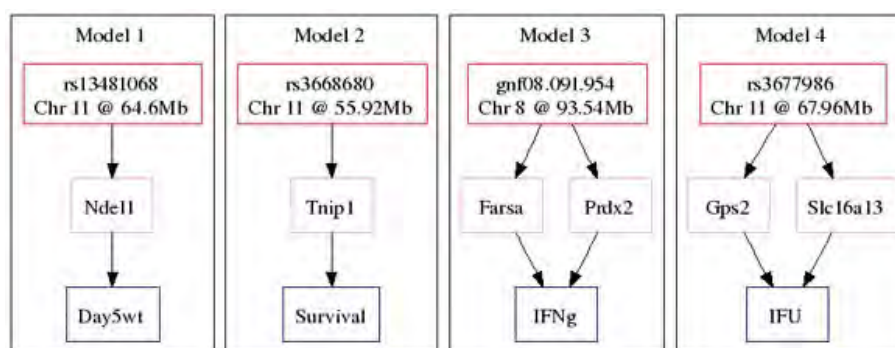 Model 1
rs13481068
Chr 11 @ 64.6Mb
Ndel1
Day5wt
Model 2
rs3668680
Chr 11 @ 55.92Mb
Tnip1
Survival
Model 3
gnf08.091.954
Chr 8 @ 93.54Mb
Farsa Prdx2
IFNg
Model 4
rs3677986
Chr 11 @ 67.96Mb
Gps2 Slc16a13
IFU